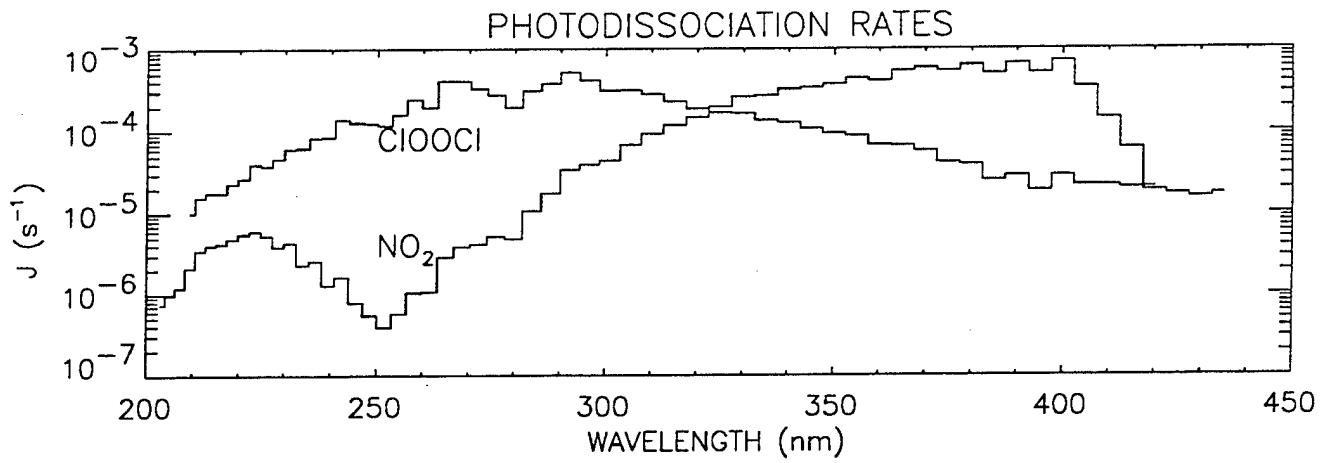 PHOTODISSOCIATION RATES
10⁻³
10⁻⁴
10⁻⁵
10⁻⁶
10⁻⁷
J (s⁻¹)
ClOOCl
NO₂
200 250 300 350 400 450
WAVELENGTH (nm)